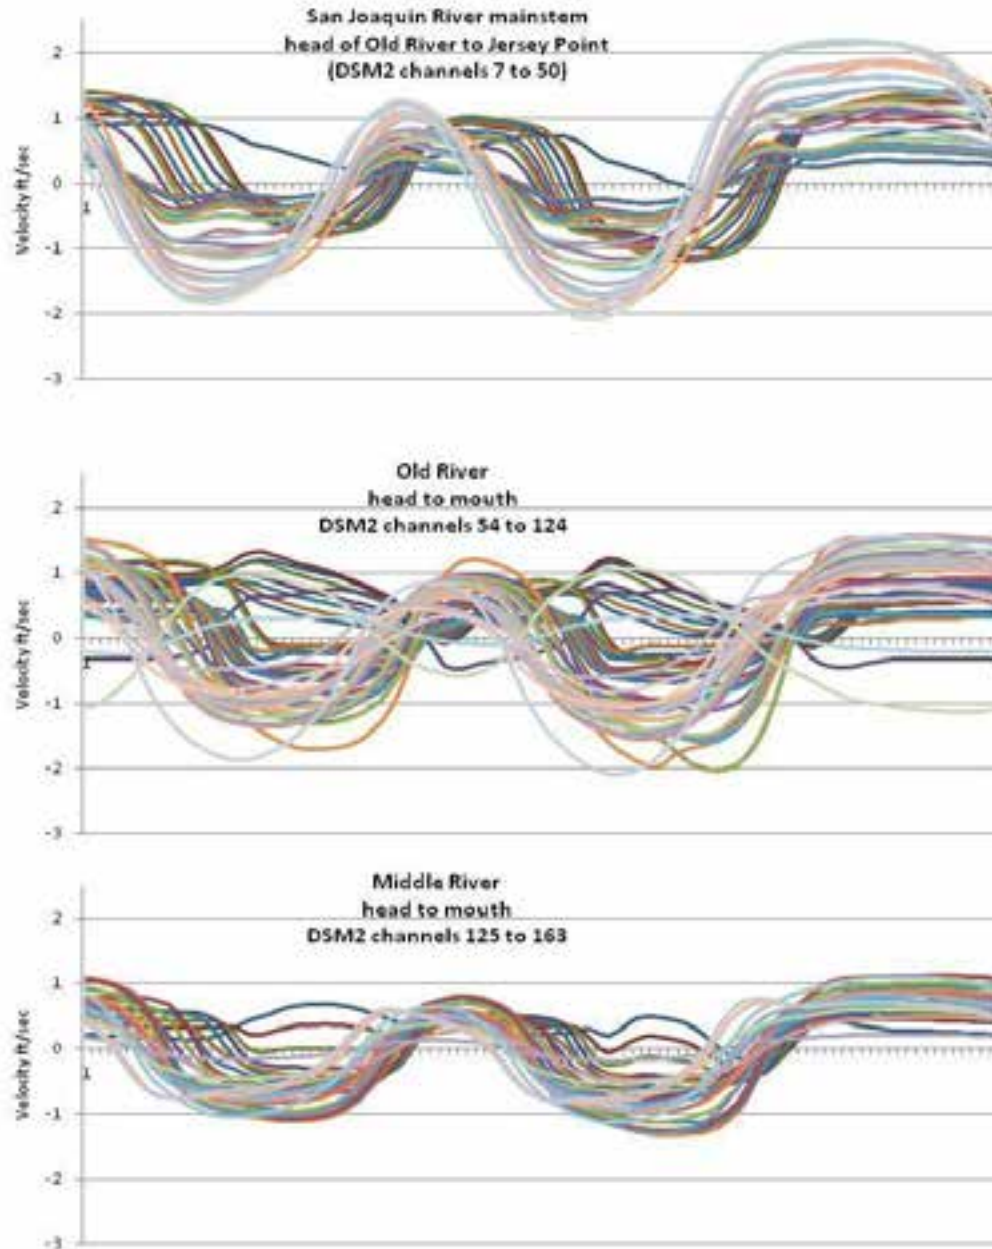 San Joaquin River mainstem
head of Old River to Jersey Point
(DSM2 channels 7 to 50)
Velocity ft/sec
2
1
0
1
-1
-2
-3
Old River
head to mouth
DSM2 channels 54 to 124
Velocity ft/sec
2
1
0
1
-1
-2
-3
Middle River
head to mouth
DSM2 channels 125 to 163
Velocity ft/sec
2
1
0
1
-1
-2
-3